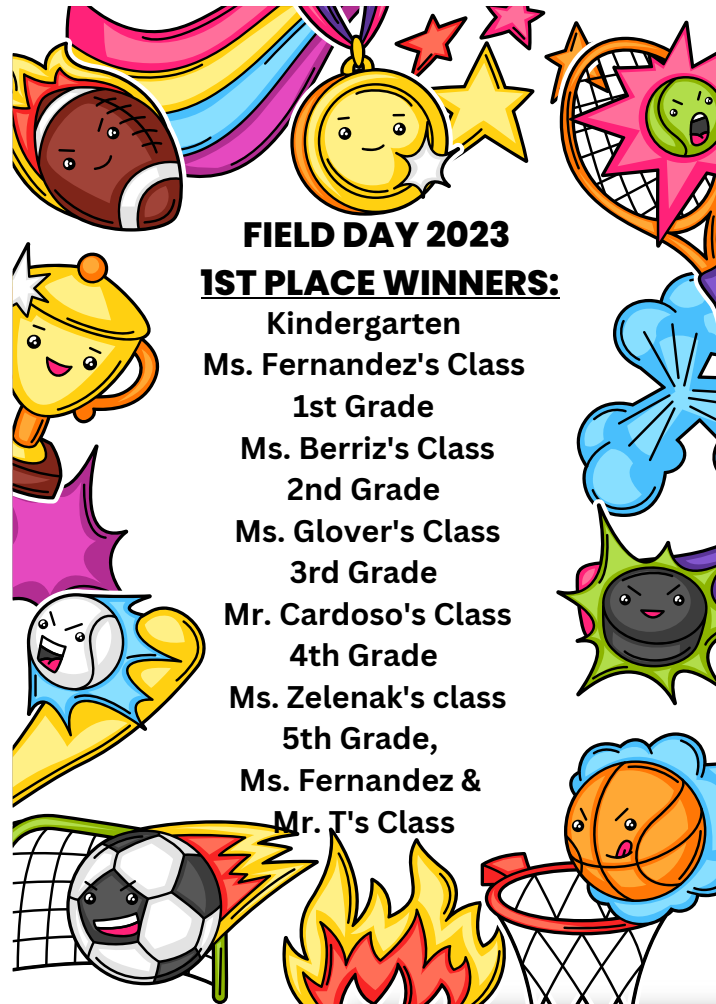 FIELD DAY 2023
1ST PLACE WINNERS:
Kindergarten
Ms. Fernandez's Class
1st Grade
Ms. Berriz's Class
2nd Grade
Ms. Glover's Class
3rd Grade
Mr. Cardoso's Class
4th Grade
Ms. Zelenak's class
5th Grade,
Ms. Fernandez &
Mr. T's Class